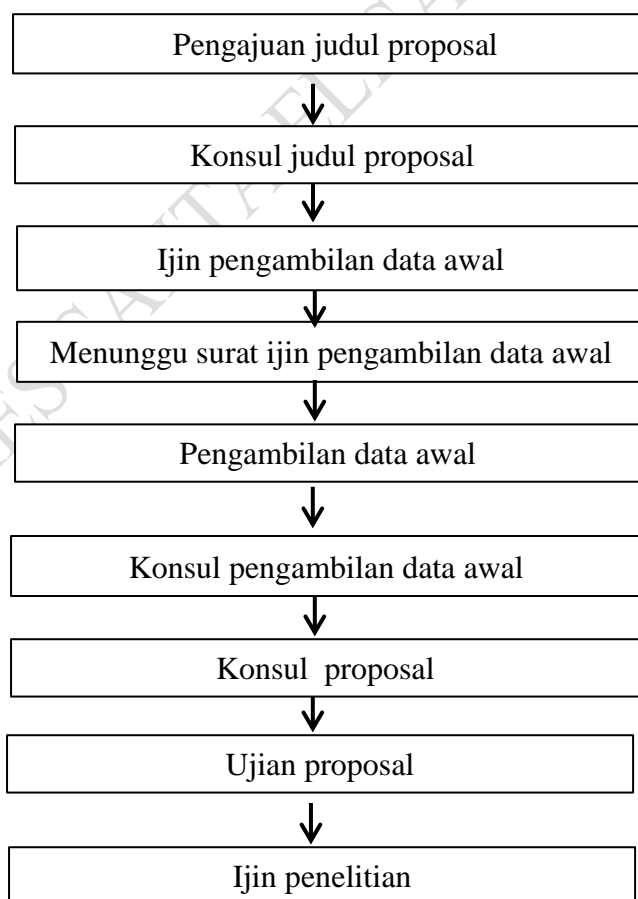 Pengajuan judul proposal
Konsul judul proposal
Ijin pengambilan data awal
Menunggu surat ijin pengambilan data awal
Pengambilan data awal
Konsul pengambilan data awal
Konsul  proposal
Ujian proposal
Ijin penelitian